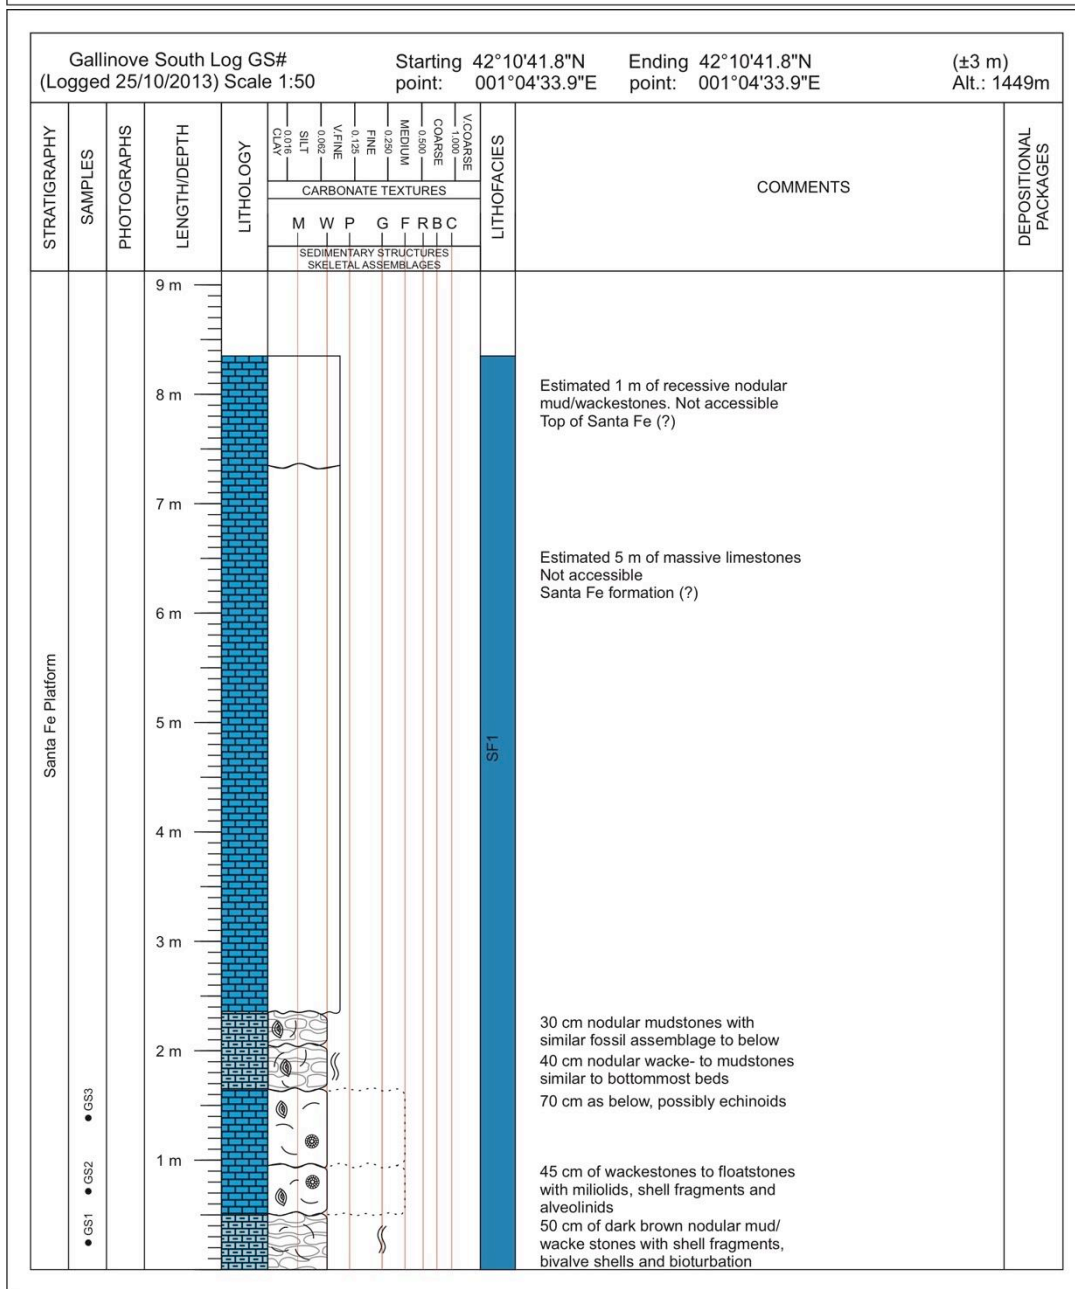 Gallinove South Log GS#
(Logged 25/10/2013) Scale 1:50
Starting point: 42°10'41.8"N 001°04'33.9"E
Ending point: 42°10'41.8"N 001°04'33.9"E
(±3 m)
Alt.: 1449m
STRATIGRAPHY
SAMPLES
PHOTOGRAPHS
LENGTH/DEPTH
LITHOLOGY
CLAY
0.016
SILT
0.062
V.FINE
0.125
FINE
0.250
MEDIUM
0.500
COARSE
1.000
V.COARSE
CARBONATE TEXTURES
M W P G F R B C
SEDIMENTARY STRUCTURES
SKELETAL ASSEMBLAGES
LITHOFACIES
COMMENTS
DEPOSITIONAL
PACKAGES
9 m
8 m
7 m
6 m
5 m
4 m
3 m
2 m
1 m
Santa Fe Platform
GS3
GS2
GS1
SF1
Estimated 1 m of recessive nodular
mud/wackestones. Not accessible
Top of Santa Fe (?)
Estimated 5 m of massive limestones
Not accessible
Santa Fe formation (?)
30 cm nodular mudstones with
similar fossil assemblage to below
40 cm nodular wacke- to mudstones
similar to bottommost beds
70 cm as below, possibly echinoids
45 cm of wackestones to floatstones
with miliolids, shell fragments and
alveolinids
50 cm of dark brown nodular mud/
wacke stones with shell fragments,
bivalve shells and bioturbation